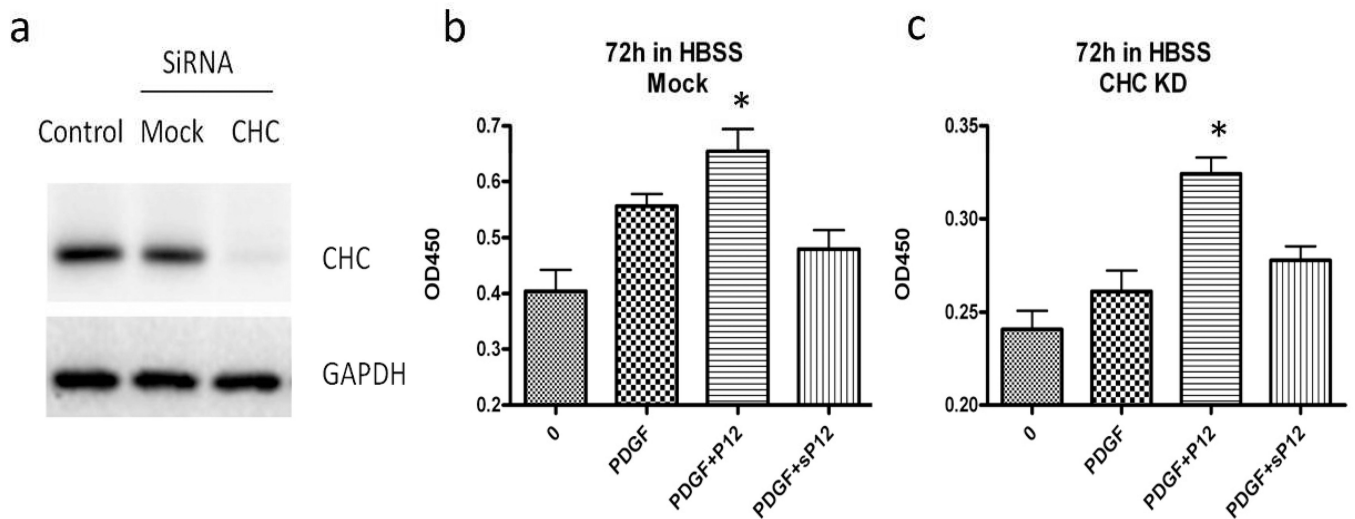 a
SiRNA
Control Mock CHC
CHC
GAPDH
b
72h in HBSS
Mock
*
0.7
0.6
0.5
0.4
0.3
0.2
OD450
0
PDGF
PDGF+P12
PDGF+sP12
c
72h in HBSS
CHC KD
*
0.35
0.30
0.25
0.20
OD450
0
PDGF
PDGF+P12
PDGF+sP12